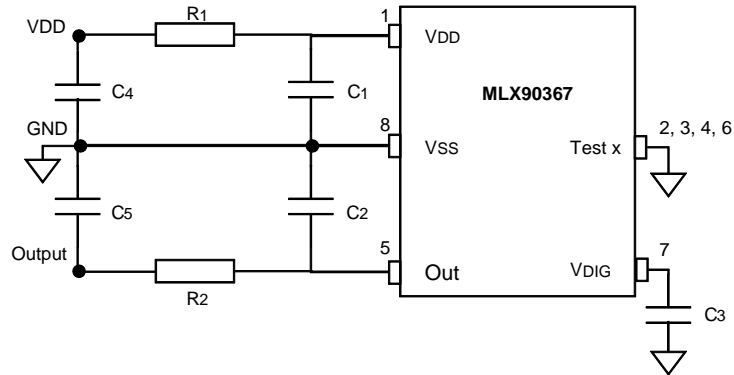 R1
VDD
1
VDD
C4
C1
MLX90367
GND
8
VSS
Test x
2, 3, 4, 6
C5
C2
Output
5
Out
VDIG
7
R2
C3